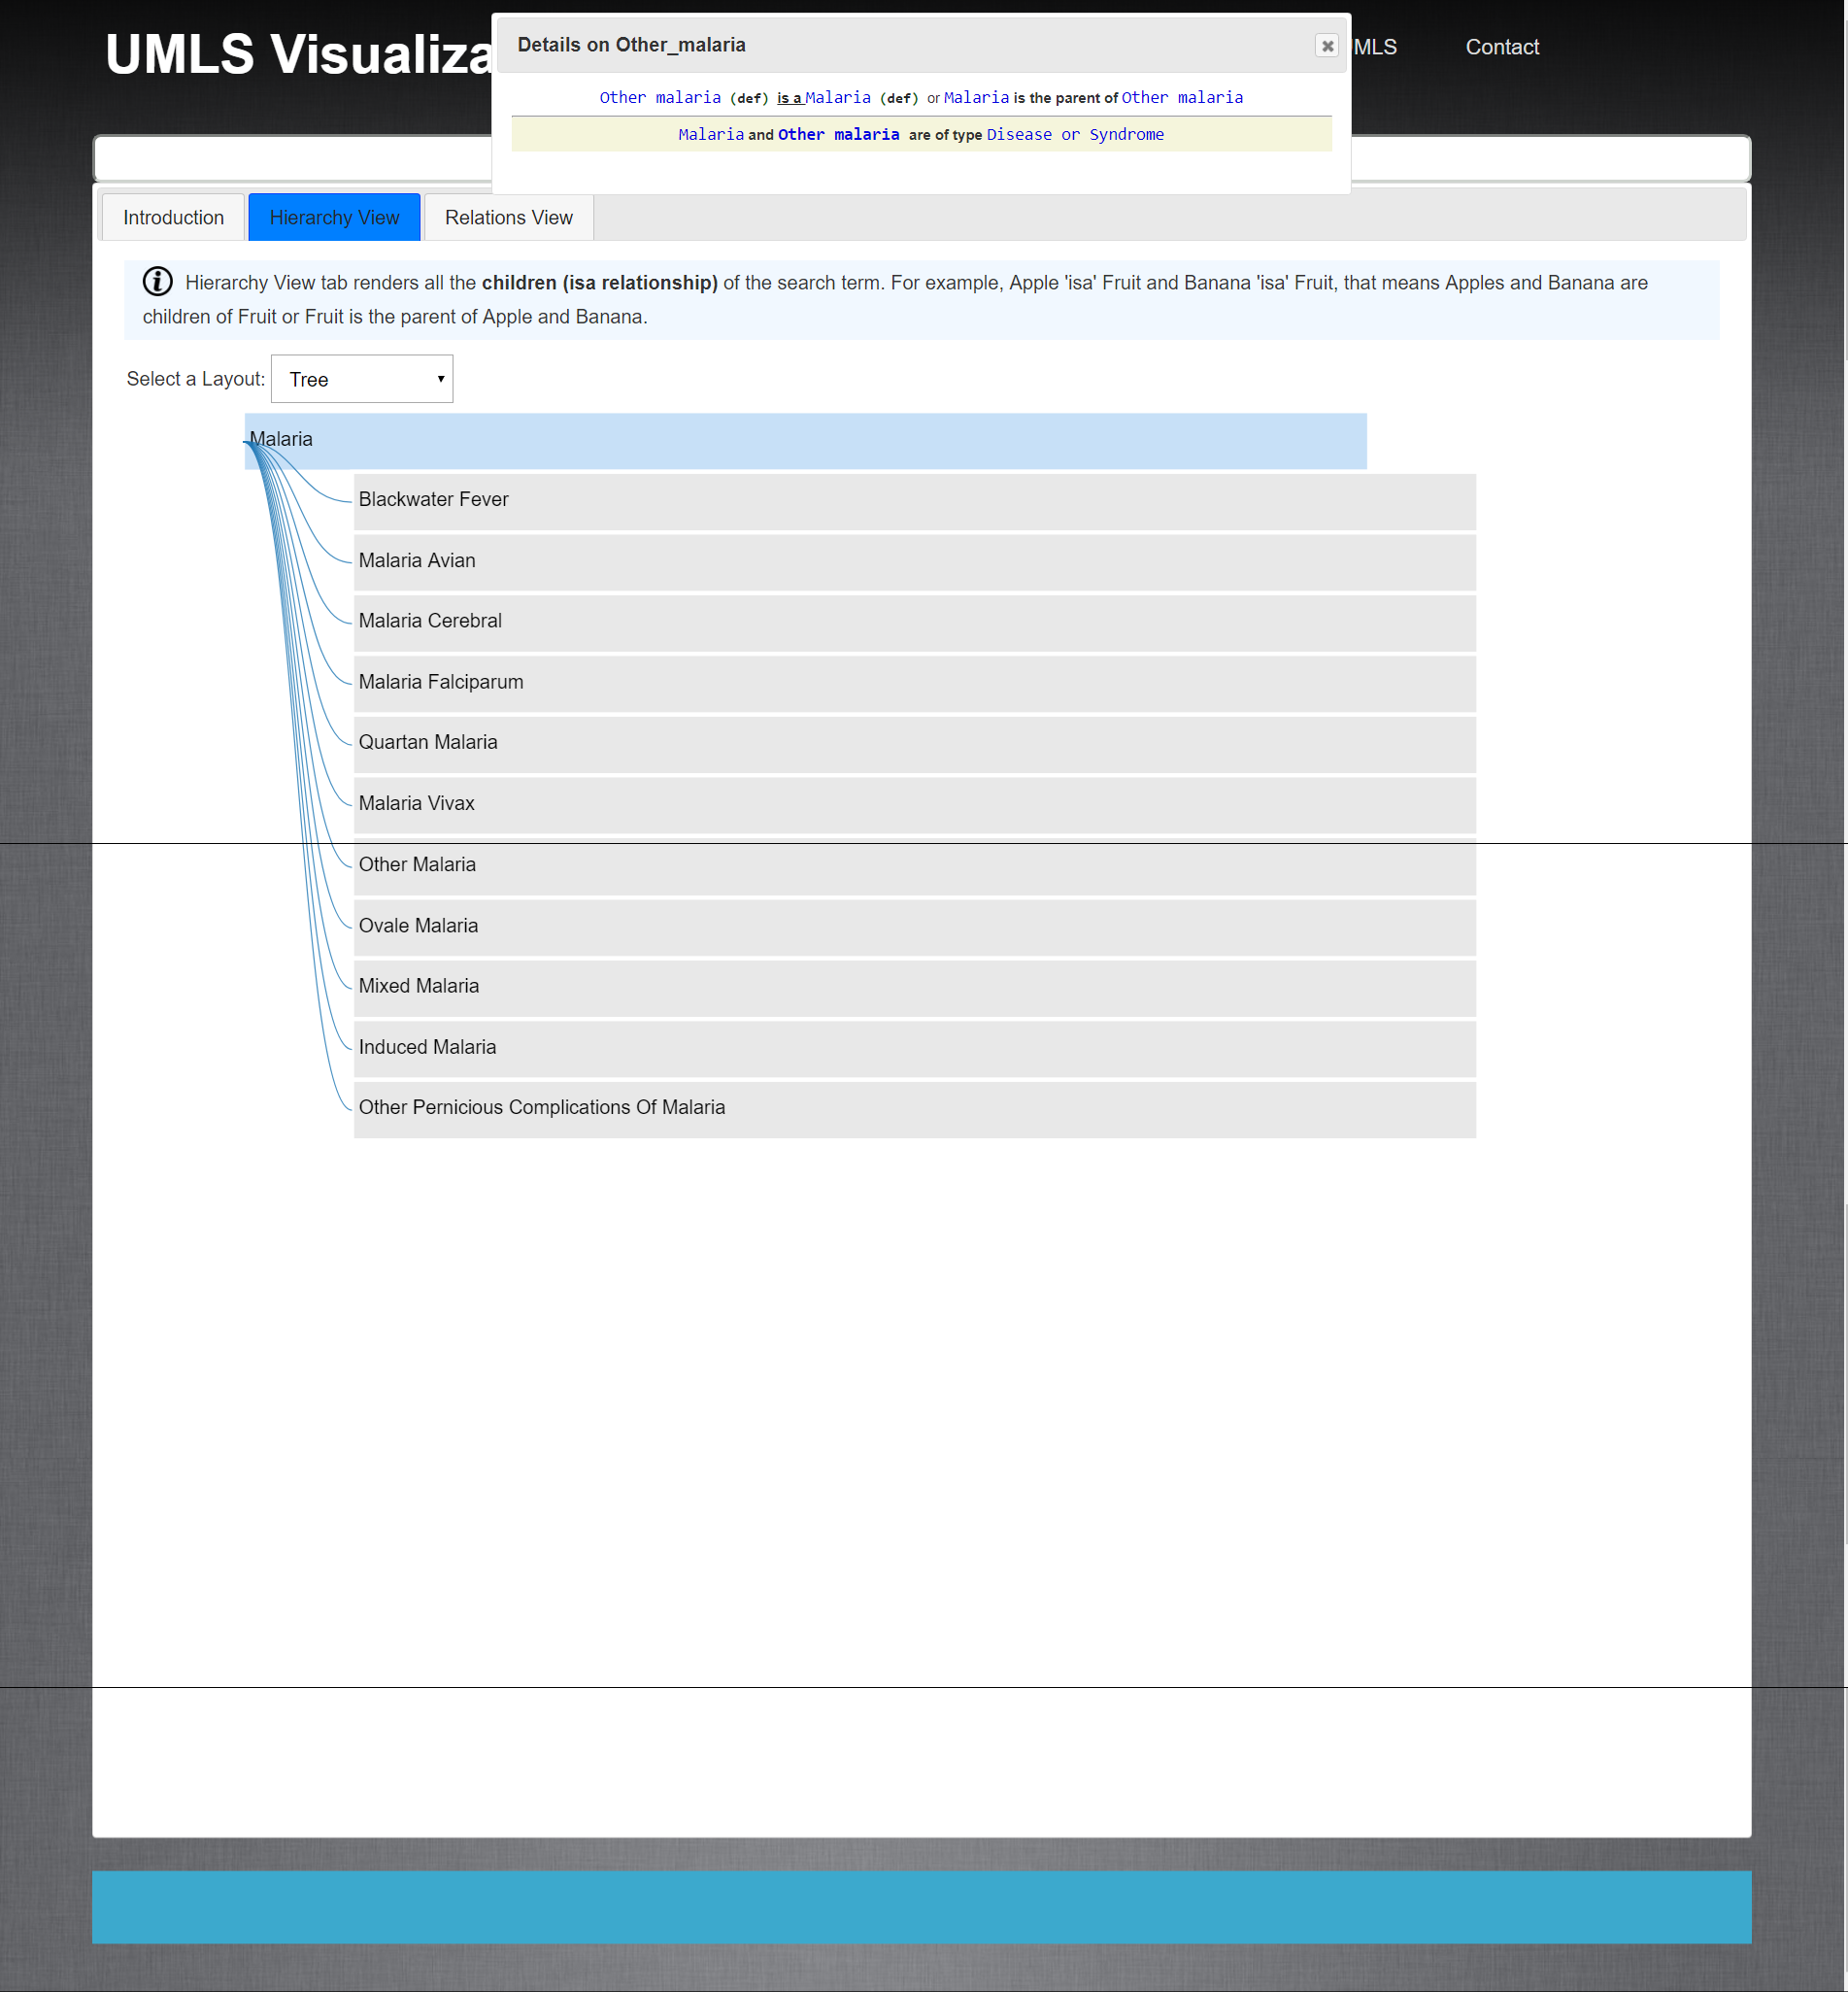 UMLS Visualiza
Details on Other_malaria
MLS
Contact
Other malaria (def) is a Malaria (def) or Malaria is the parent of Other malaria
Malaria and Other malaria are of type Disease or Syndrome
Introduction
Hierarchy View
Relations View
Hierarchy View tab renders all the children (isa relationship) of the search term. For example, Apple 'isa' Fruit and Banana 'isa' Fruit, that means Apples and Banana are
children of Fruit or Fruit is the parent of Apple and Banana.
Select a Layout: Tree
Malaria
Blackwater Fever
Malaria Avian
Malaria Cerebral
Malaria Falciparum
Quartan Malaria
Malaria Vivax
Other Malaria
Ovale Malaria
Mixed Malaria
Induced Malaria
Other Pernicious Complications Of Malaria